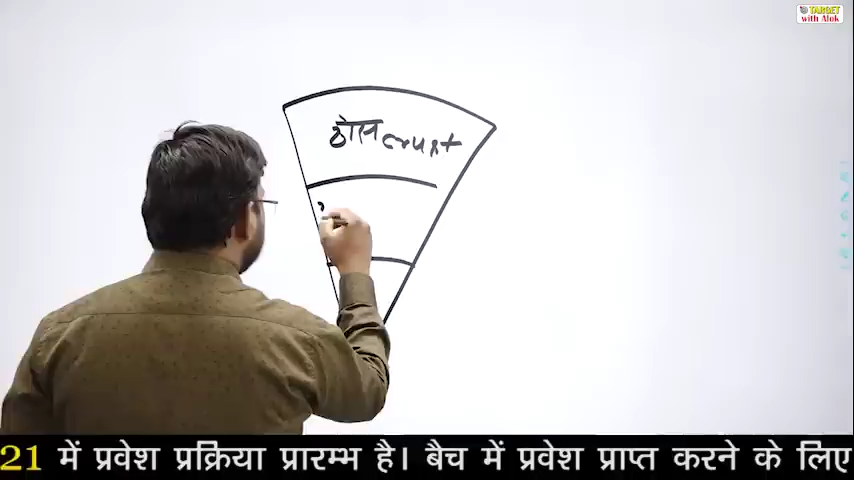 TARGET
with Alok
ठोस crust
21 में प्रवेश प्रक्रिया प्रारम्भ है। बैच में प्रवेश प्राप्त करने के लिए